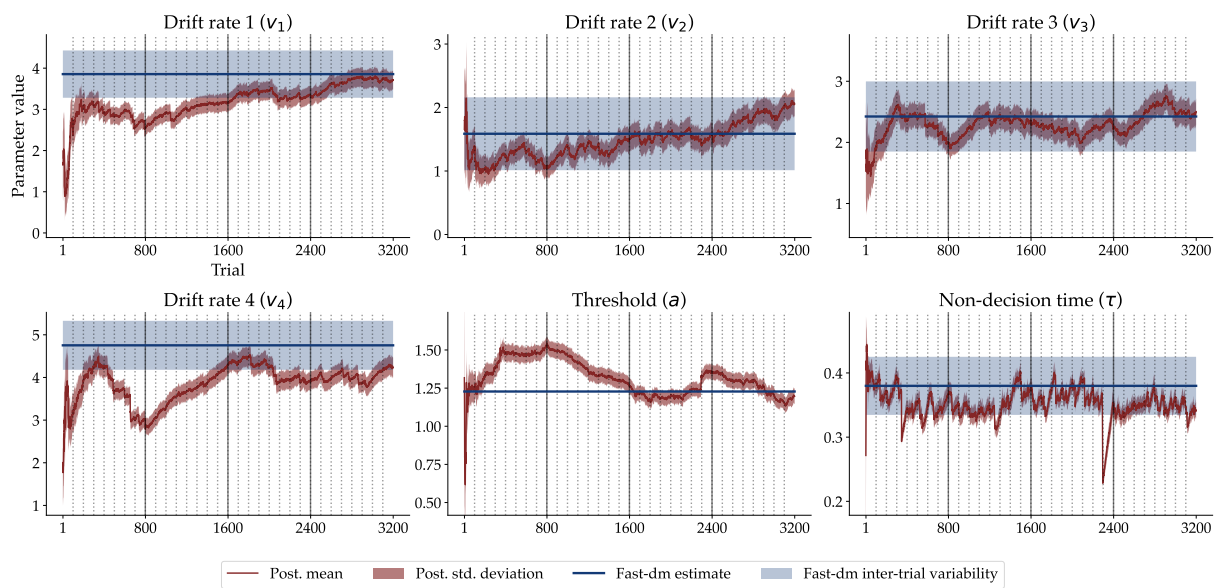 Drift rate 1 (v₁)
Drift rate 2 (v₂)
Drift rate 3 (v₃)
Parameter value
4
3
2
1
0
1 800 1600 2400 3200
Trial
3
2
1
0
1 800 1600 2400 3200
3
2
1
1 800 1600 2400 3200
Drift rate 4 (v₄)
Threshold (a)
Non-decision time (τ)
5
4
3
2
1
1 800 1600 2400 3200
1.50
1.25
1.00
0.75
0.50
1 800 1600 2400 3200
0.4
0.3
0.2
1 800 1600 2400 3200
Post. mean Post. std. deviation Fast-dm estimate Fast-dm inter-trial variability